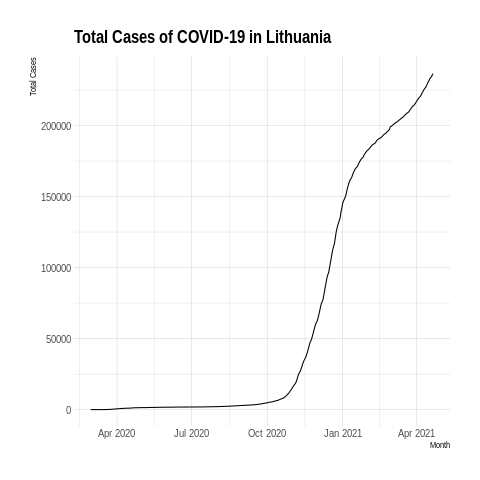 Total Cases of COVID-19 in Lithuania
Total Cases
200000
150000
100000
50000
0
Apr 2020 Jul 2020 Oct 2020 Jan 2021 Apr 2021
Month